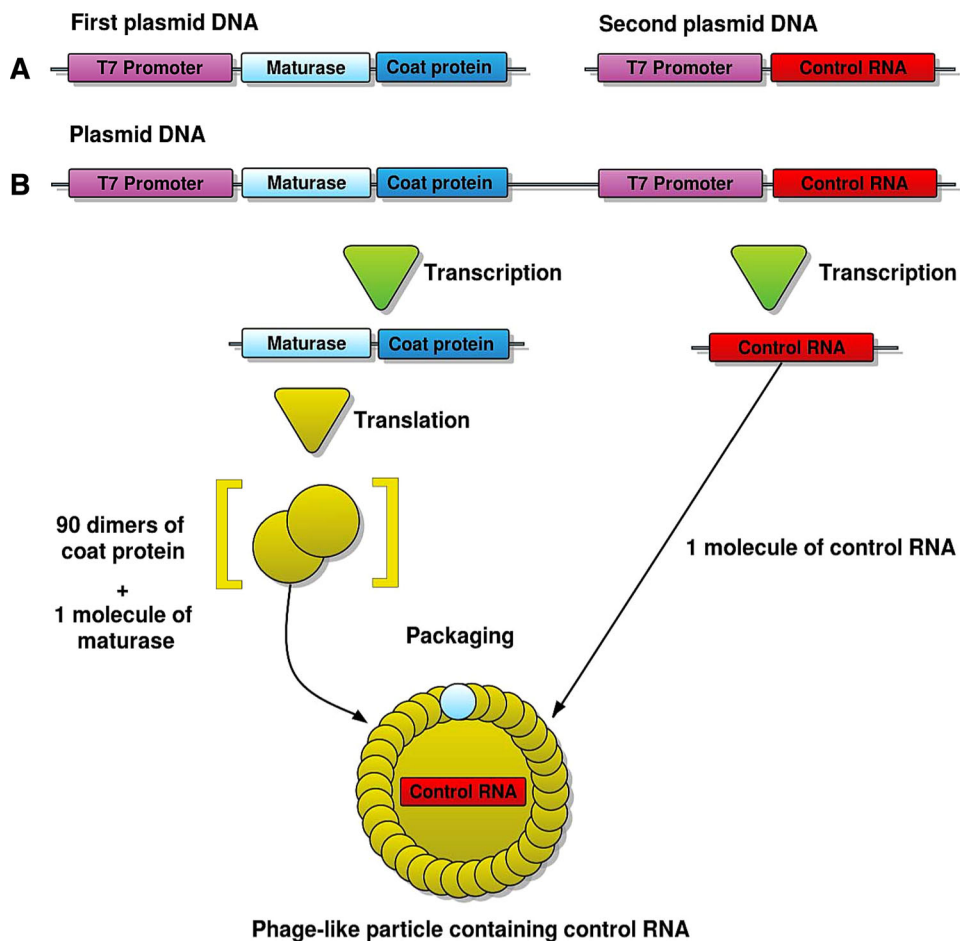 First plasmid DNA
Second plasmid DNA
A
T7 Promoter
Maturase
Coat protein
T7 Promoter
Control RNA
Plasmid DNA
B
T7 Promoter
Maturase
Coat protein
T7 Promoter
Control RNA
Transcription
Transcription
Maturase
Coat protein
Control RNA
Translation
90 dimers of
coat protein
+
1 molecule of
maturase
1 molecule of control RNA
Packaging
Control RNA
Phage-like particle containing control RNA